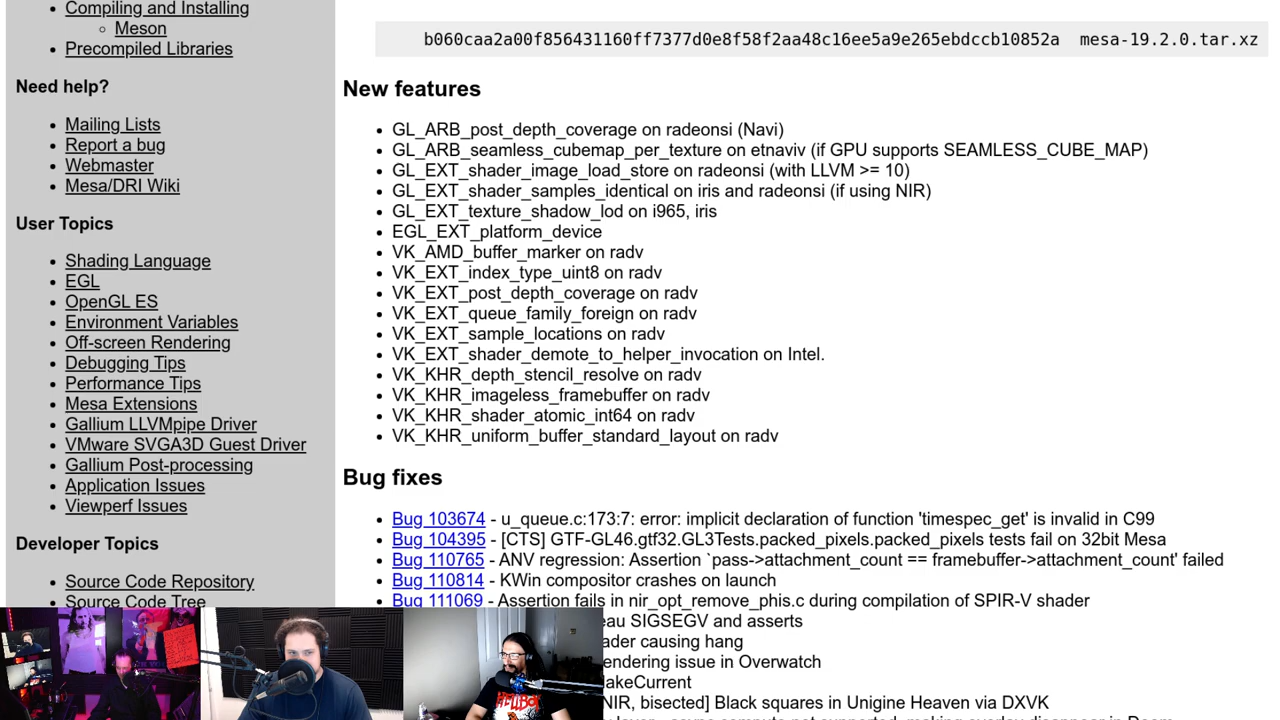 Compiling and Installing
Meson
Precompiled Libraries
Need help?
Mailing Lists
Report a bug
Webmaster
Mesa/DRI Wiki
User Topics
Shading Language
EGL
OpenGL ES
Environment Variables
Off-screen Rendering
Debugging Tips
Performance Tips
Mesa Extensions
Gallium LLVMpipe Driver
VMware SVGA3D Guest Driver
Gallium Post-processing
Application Issues
Viewperf Issues
Developer Topics
Source Code Repository
Source Code Tree
b060caa2a00f856431160ff7377d0e8f58f2aa48c16ee5a9e265ebdccb10852a  mesa-19.2.0.tar.xz
New features
GL_ARB_post_depth_coverage on radeonsi (Navi)
GL_ARB_seamless_cubemap_per_texture on etnaviv (if GPU supports SEAMLESS_CUBE_MAP)
GL_EXT_shader_image_load_store on radeonsi (with LLVM >= 10)
GL_EXT_shader_samples_identical on iris and radeonsi (if using NIR)
GL_EXT_texture_shadow_lod on i965, iris
EGL_EXT_platform_device
VK_AMD_buffer_marker on radv
VK_EXT_index_type_uint8 on radv
VK_EXT_post_depth_coverage on radv
VK_EXT_queue_family_foreign on radv
VK_EXT_sample_locations on radv
VK_EXT_shader_demote_to_helper_invocation on Intel.
VK_KHR_depth_stencil_resolve on radv
VK_KHR_imageless_framebuffer on radv
VK_KHR_shader_atomic_int64 on radv
VK_KHR_uniform_buffer_standard_layout on radv
Bug fixes
Bug 103674 - u_queue.c:173:7: error: implicit declaration of function 'timespec_get' is invalid in C99
Bug 104395 - [CTS] GTF-GL46.gtf32.GL3Tests.packed_pixels.packed_pixels tests fail on 32bit Mesa
Bug 110765 - ANV regression: Assertion `pass->attachment_count == framebuffer->attachment_count' failed
Bug 110814 - KWin compositor crashes on launch
Bug 111069 - Assertion fails in nir_opt_remove_phis.c during compilation of SPIR-V shader
eau SIGSEGV and asserts
ader causing hang
endering issue in Overwatch
akeCurrent
NIR, bisected] Black squares in Unigine Heaven via DXVK
HELLBOY